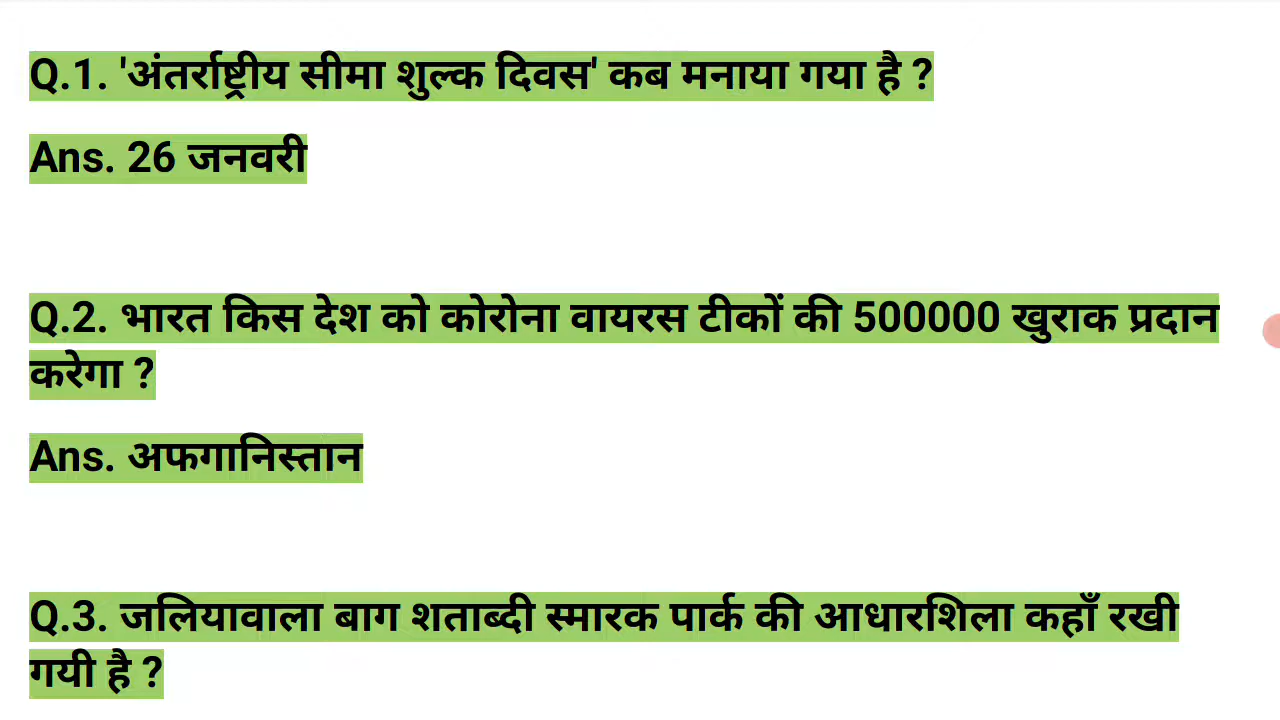 Q.1. 'अंतर्राष्ट्रीय सीमा शुल्क दिवस' कब मनाया गया है ?
Ans. 26 जनवरी
Q.2. भारत किस देश को कोरोना वायरस टीकों की 500000 खुराक प्रदान
करेगा ?
Ans. अफगानिस्तान
Q.3. जलियावाला बाग शताब्दी स्मारक पार्क की आधारशिला कहाँ रखी
गयी है ?